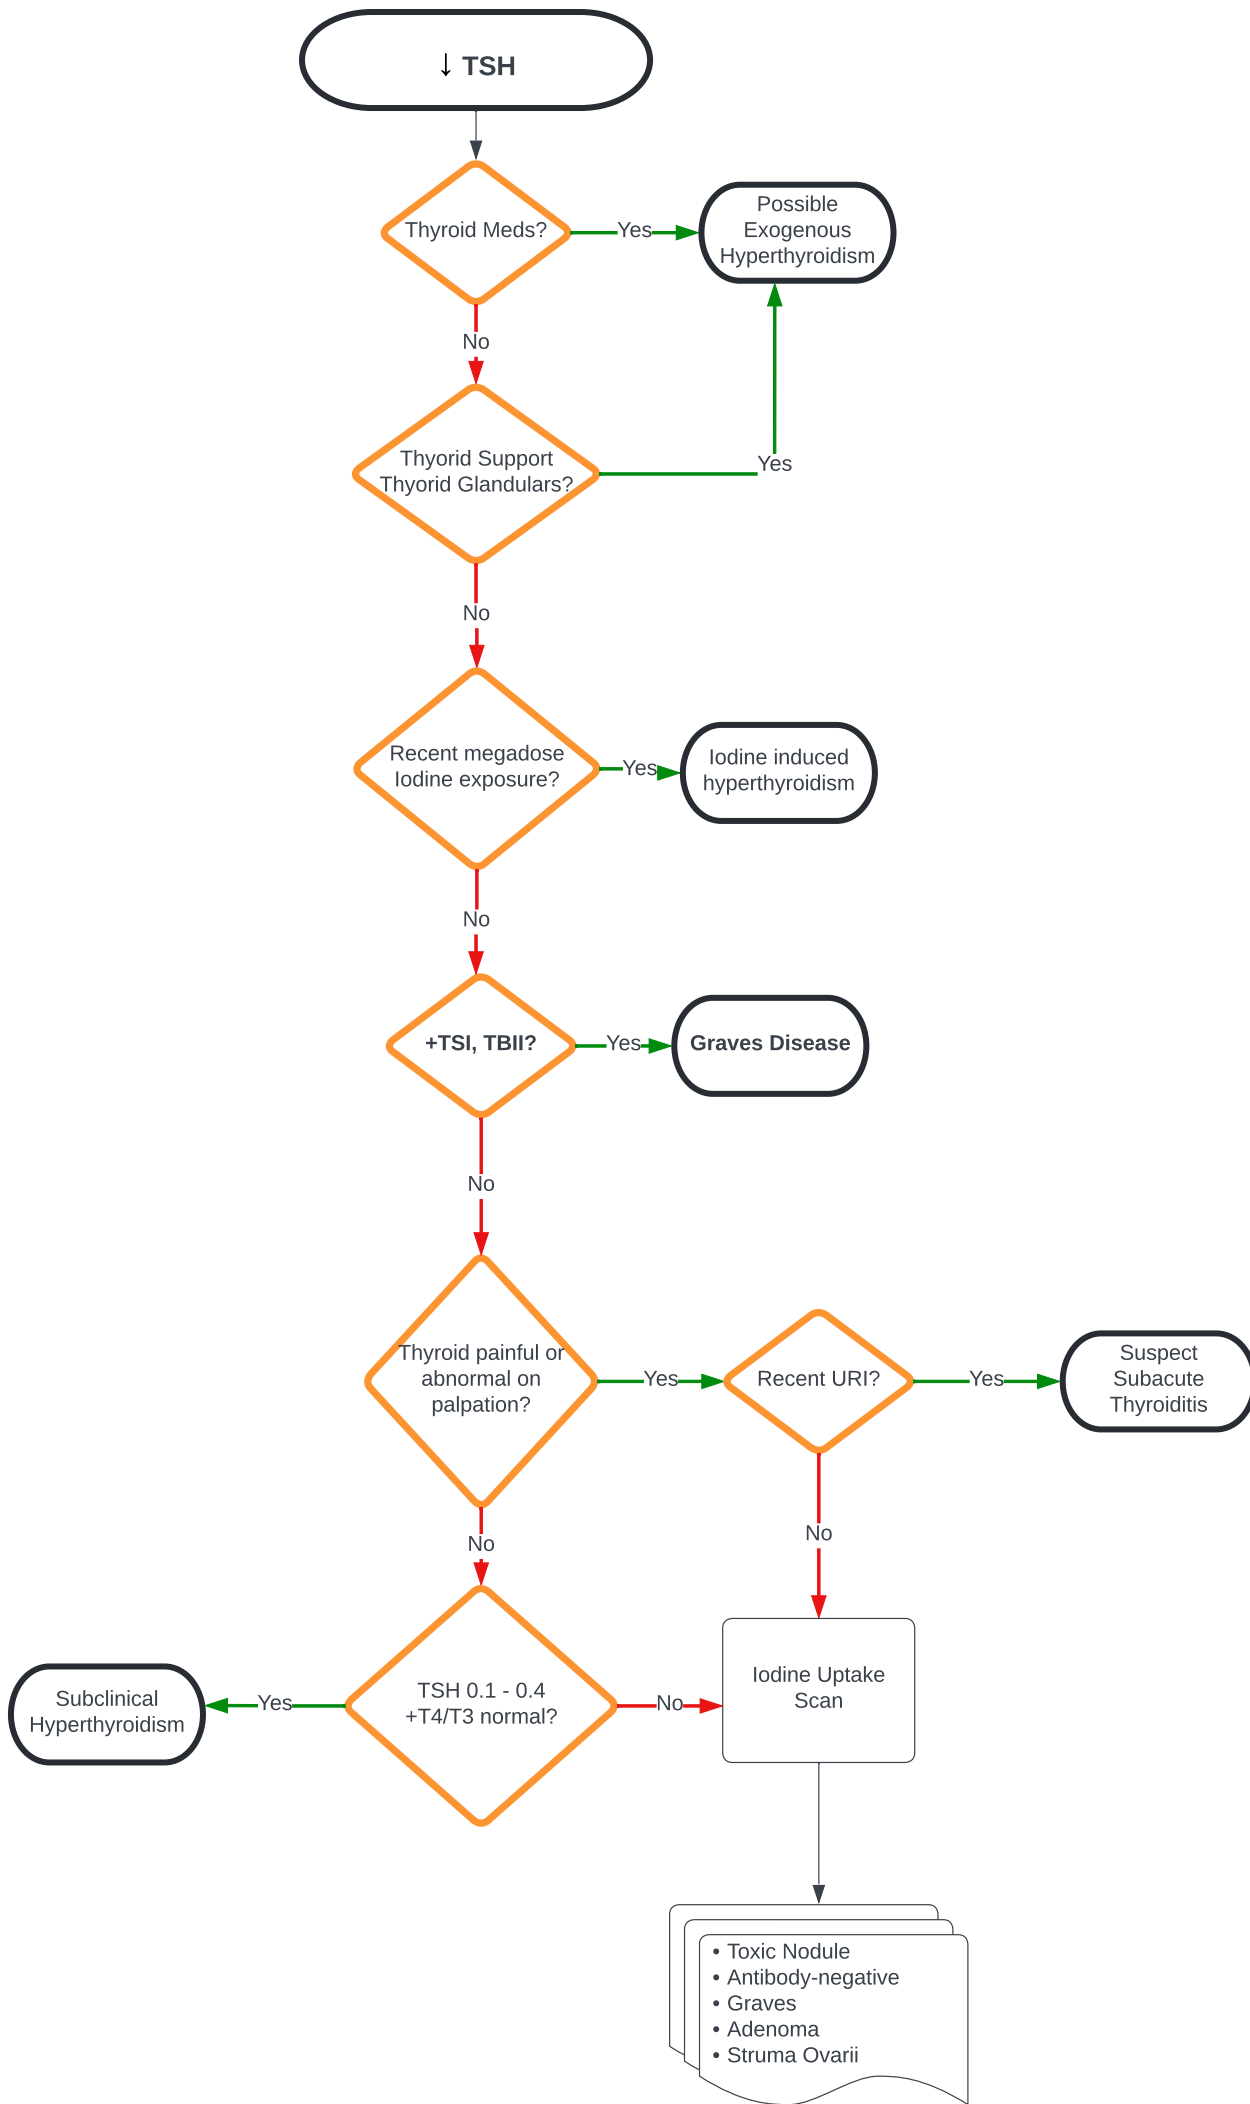 ↓ TSH
Thyroid Meds?
Yes
Possible
Exogenous
Hyperthyroidism
No
Thyorid Support
Thyorid Glandulars?
Yes
No
Recent megadose
Iodine exposure?
Yes
Iodine induced
hyperthyroidism
No
+TSI, TBII?
Yes
Graves Disease
No
Thyroid painful or
abnormal on
palpation?
Yes
Recent URI?
Yes
Suspect
Subacute
Thyroiditis
No
No
Subclinical
Hyperthyroidism
Yes
TSH 0.1 - 0.4
+T4/T3 normal?
No
Iodine Uptake
Scan
• Toxic Nodule
• Antibody-negative
• Graves
• Adenoma
• Struma Ovarii